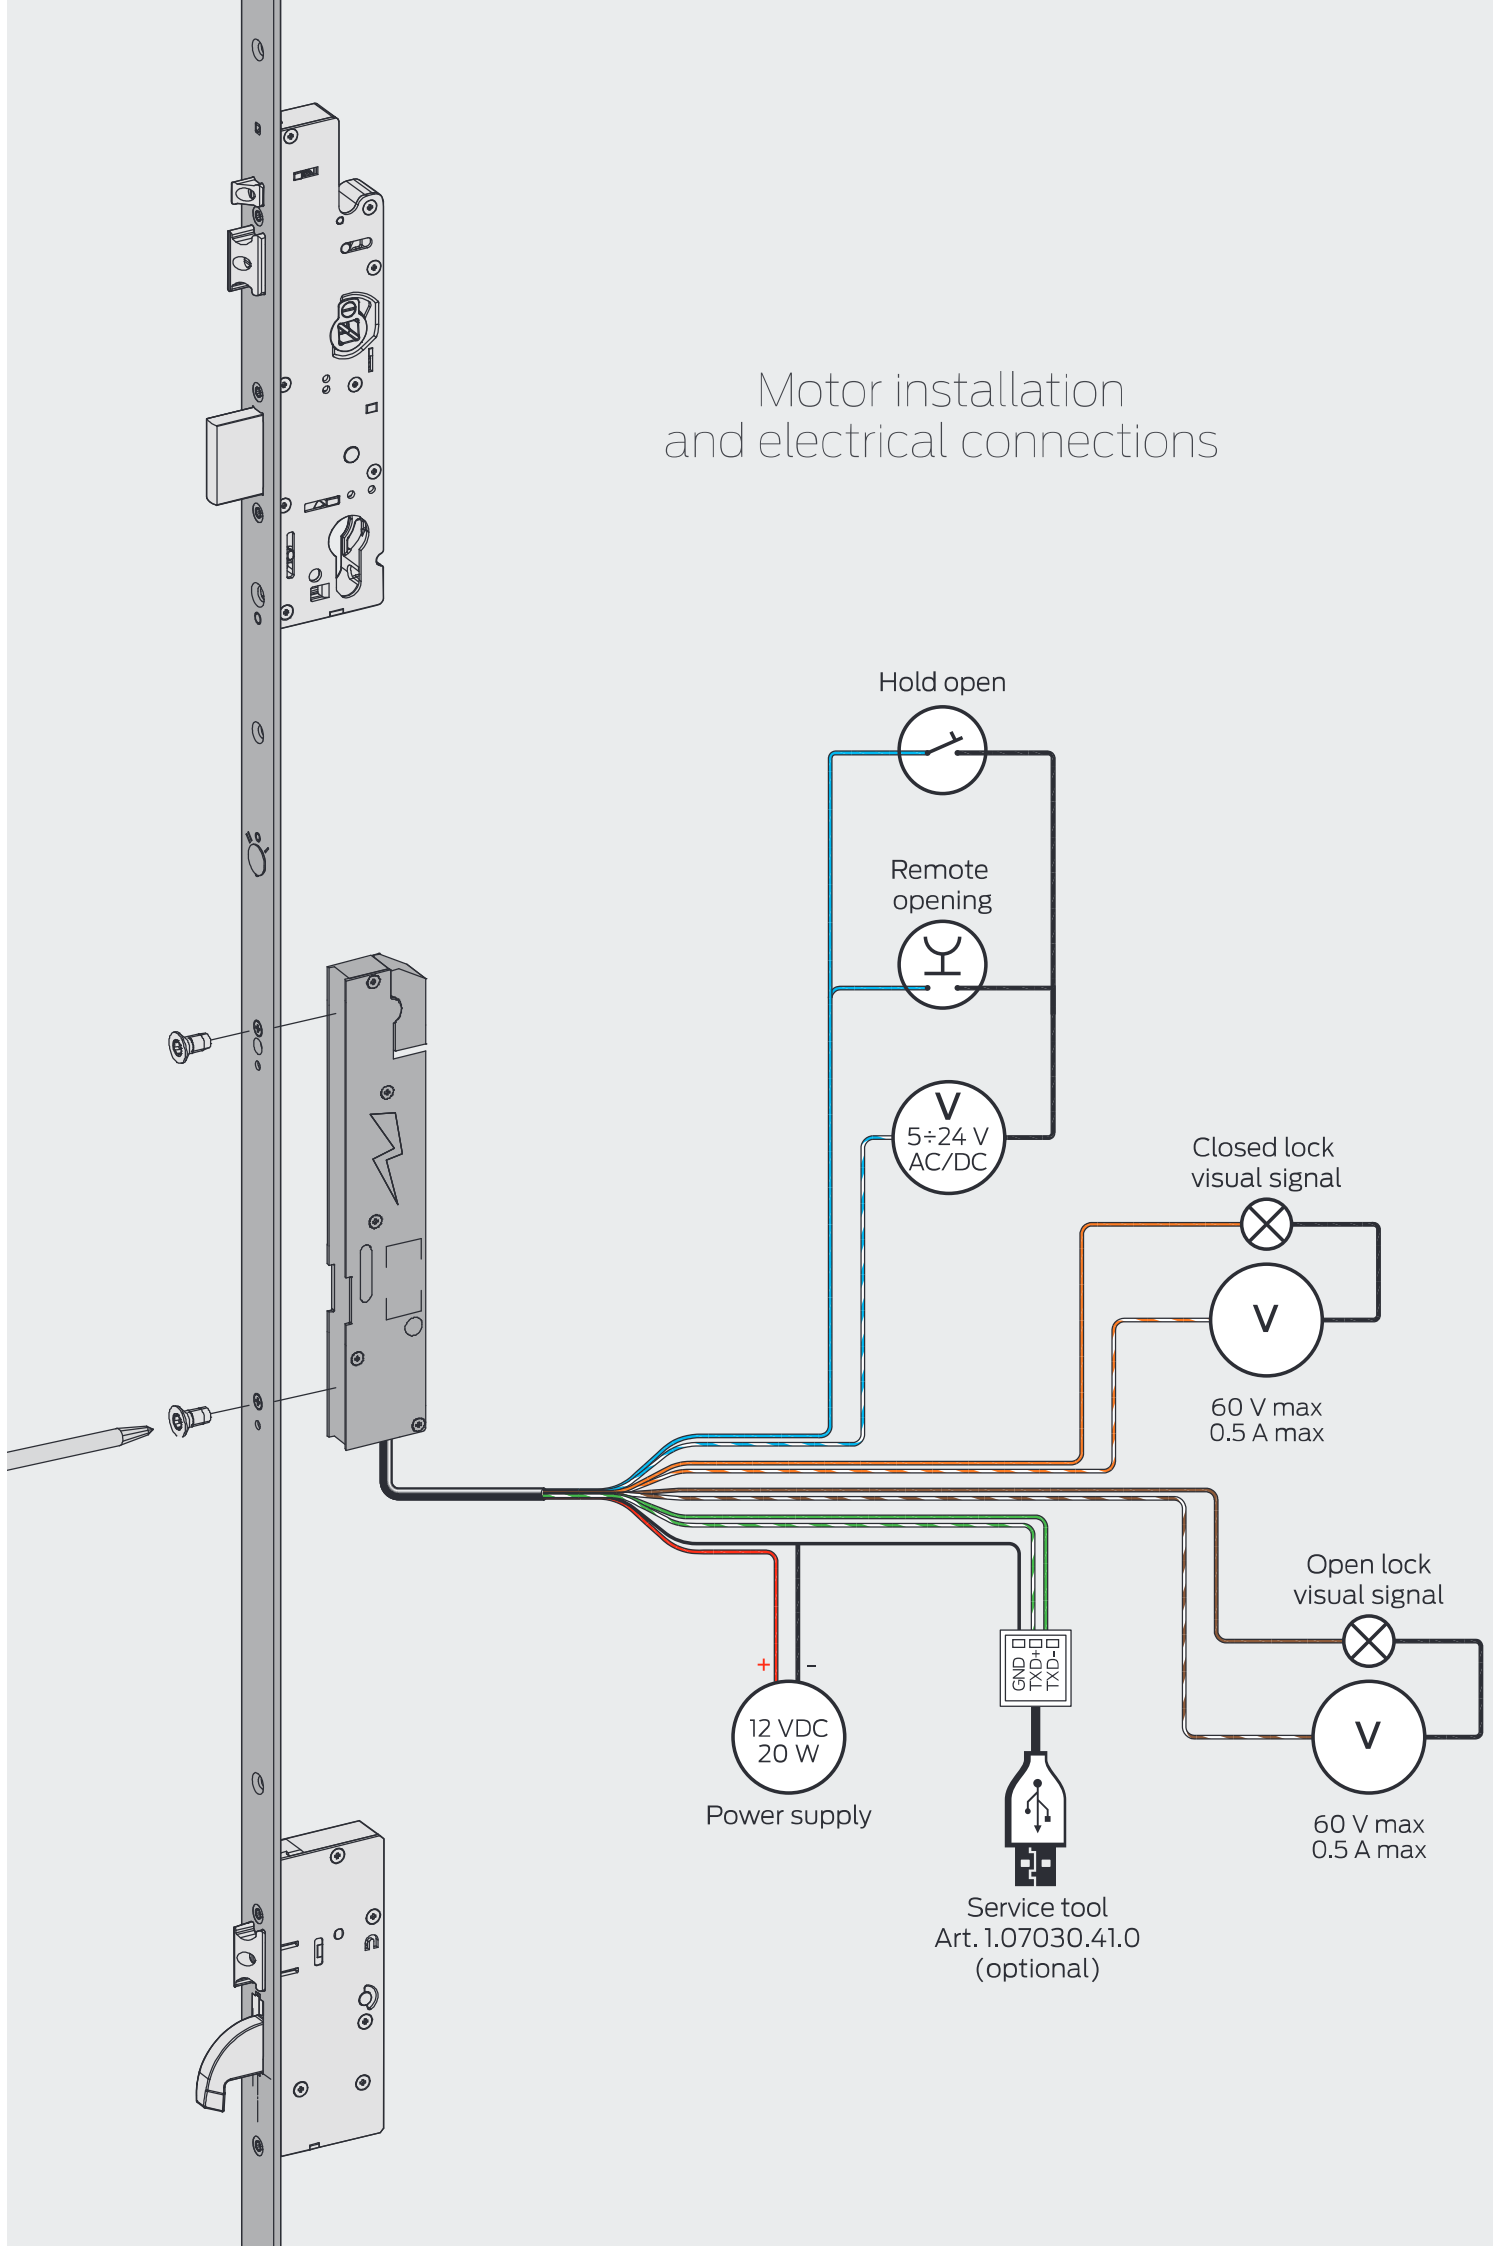 Motor installation
and electrical connections
Hold open
Remote
opening
V
5÷24 V
AC/DC
Closed lock
visual signal
V
60 V max
0.5 A max
Open lock
visual signal
V
60 V max
0.5 A max
+
-
12 VDC
20 W
Power supply
GND
TXD+
TXD-
Service tool
Art. 1.07030.41.0
(optional)